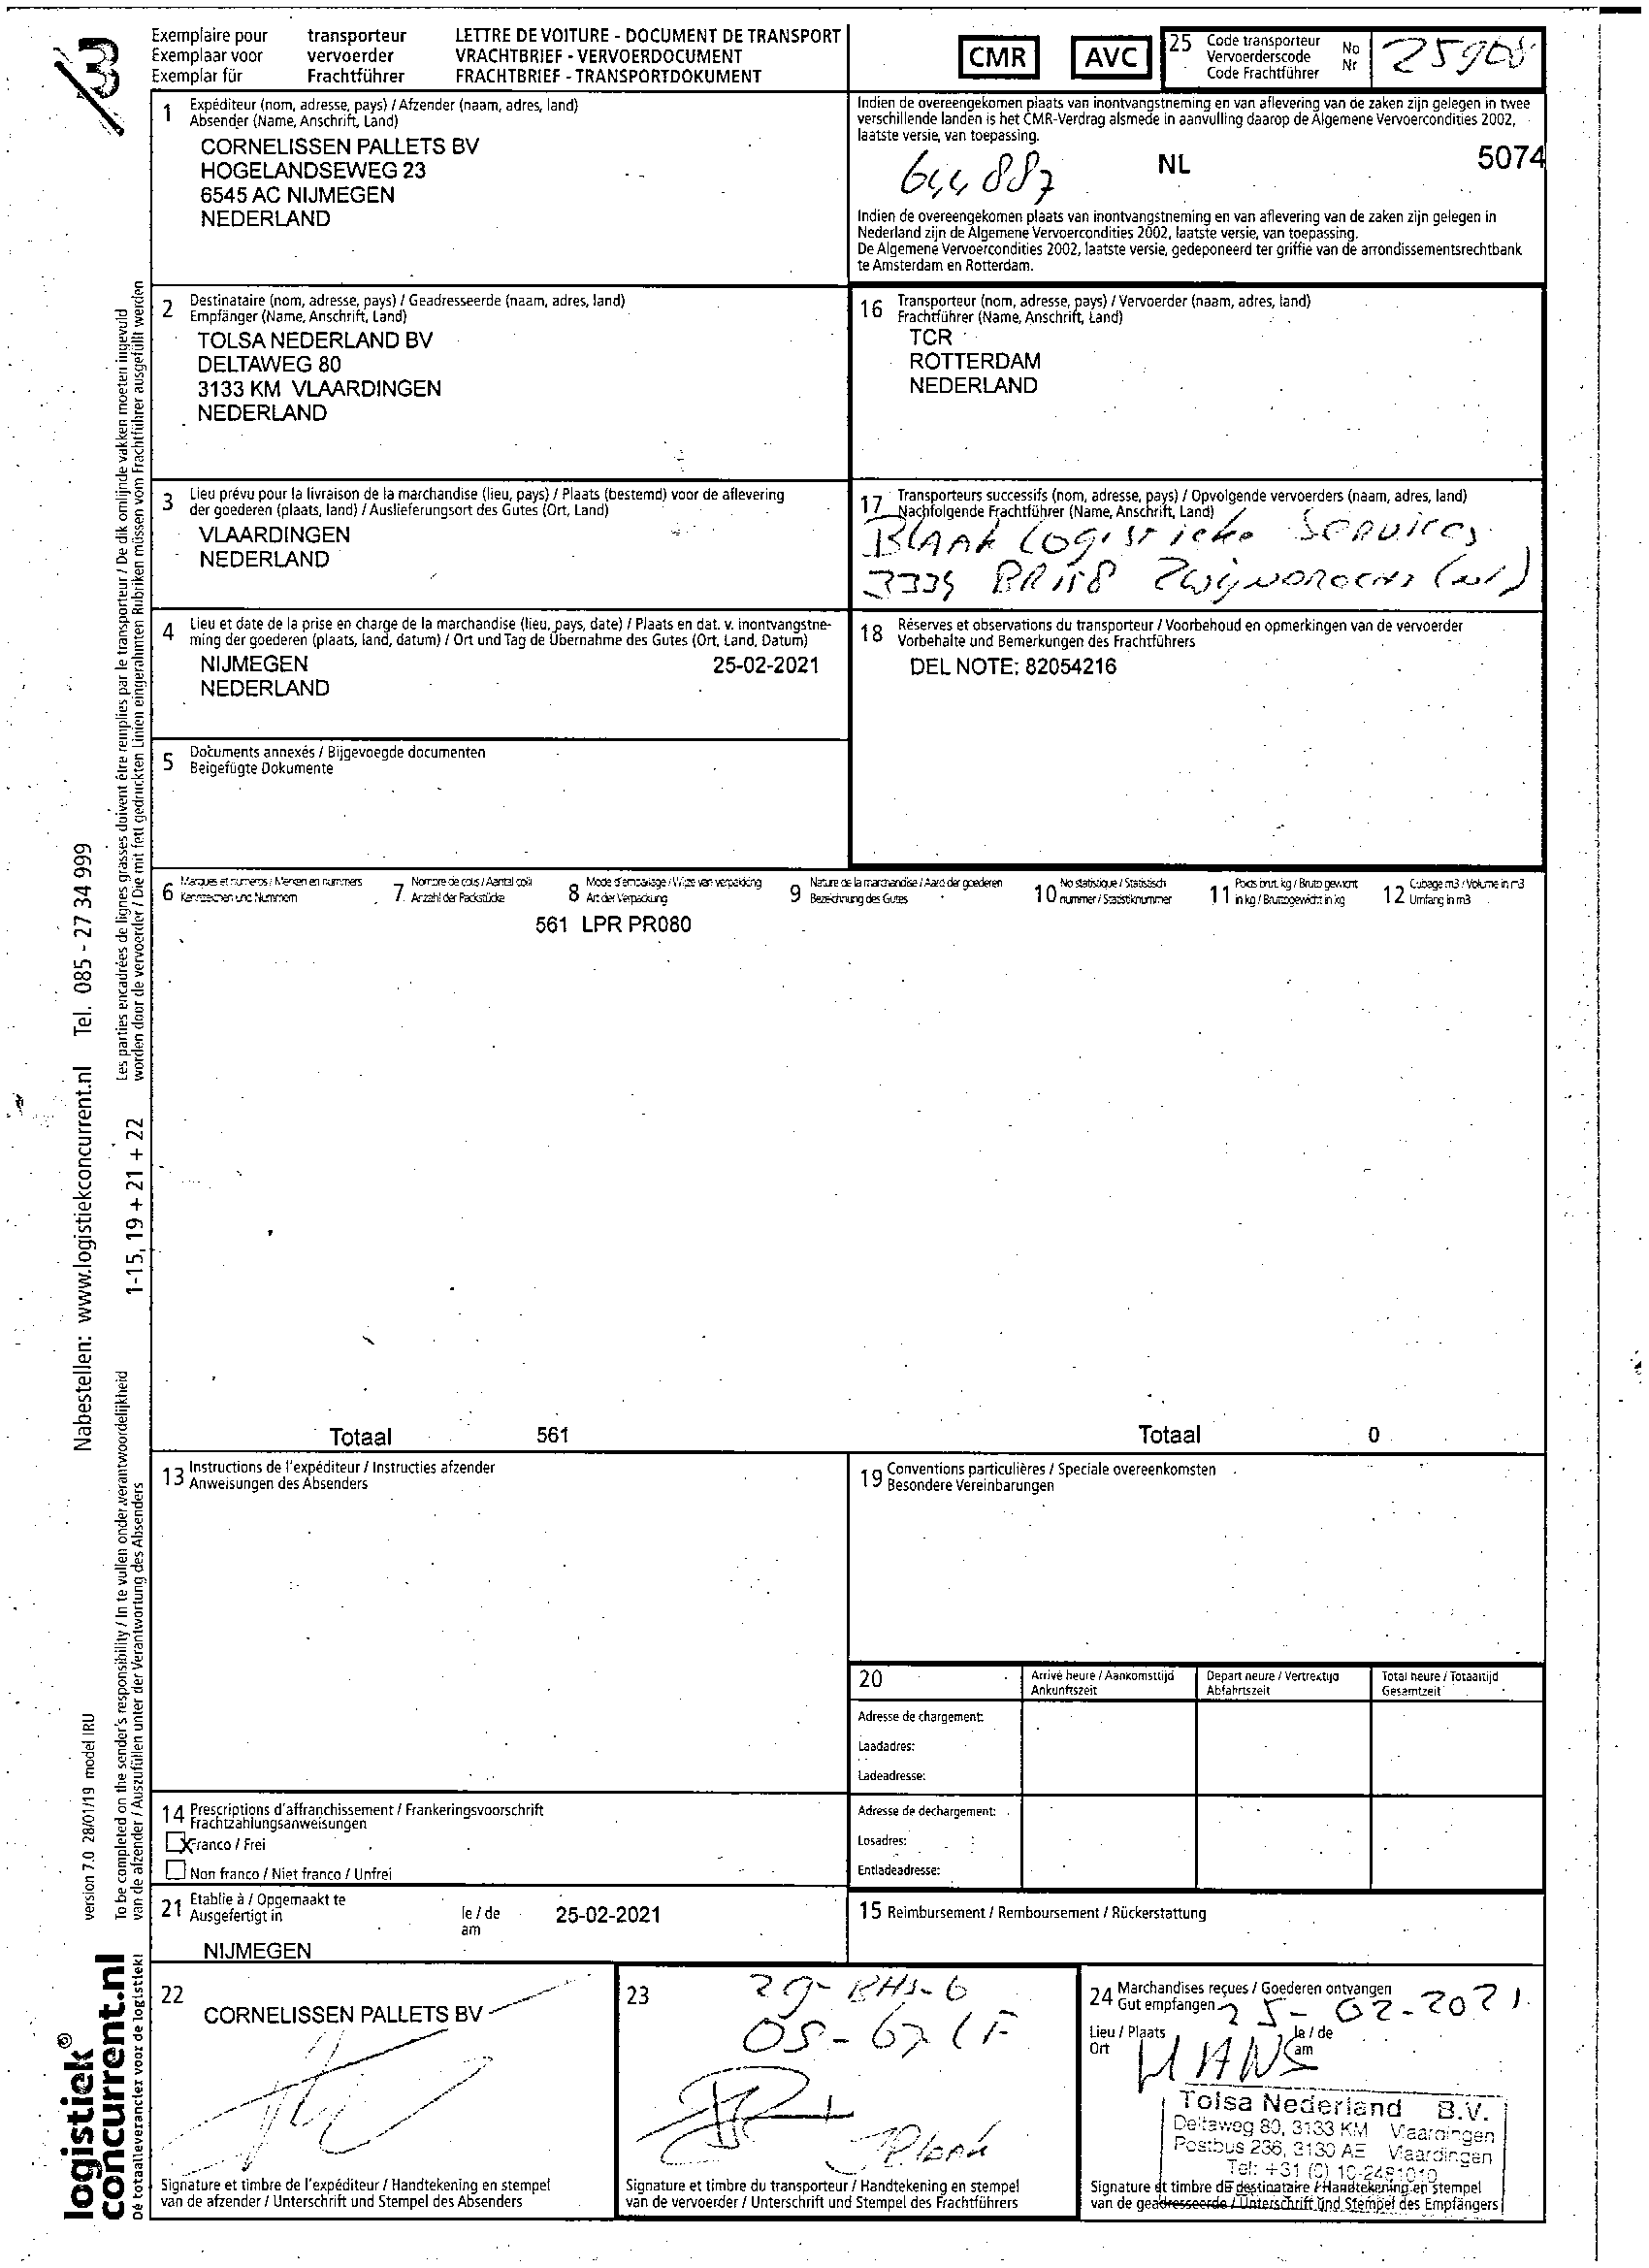 3
Exemplaire pour transporteur
Exemplaar voor vervoerder
Exemplar für Frachtführer
LETTRE DE VOITURE - DOCUMENT DE TRANSPORT
VRACHTBRIEF - VERVOERDOCUMENT
FRACHTBRIEF - TRANSPORTDOKUMENT
CMR
AVC
25 Code transporteur
Vervoerderscode
Code Frachtführer
No
Nr
25908
1 Expéditeur (nom, adresse, pays) / Afzender (naam, adres, land)
Absender (Name, Anschrift, Land)
CORNELISSEN PALLETS BV
HOGELANDSEWEG 23
6545 AC NIJMEGEN
NEDERLAND
Indien de overeengekomen plaats van inontvangstneming en van aflevering van de zaken zijn gelegen in twee
verschillende landen is het CMR-Verdrag alsmede in aanvulling daarop de Algemene Vervoercondities 2002,
laatste versie, van toepassing.
644887
NL
5074
Indien de overeengekomen plaats van inontvangstneming en van aflevering van de zaken zijn gelegen in
Nederland zijn de Algemene Vervoercondities 2002, laatste versie, van toepassing.
De Algemene Vervoercondities 2002, laatste versie, gedeponeerd ter griffie van de arrondissementsrechtbank
te Amsterdam en Rotterdam.
2 Destinataire (nom, adresse, pays) / Geadresseerde (naam, adres, land)
Empfänger (Name, Anschrift, Land)
TOLSA NEDERLAND BV
DELTAWEG 80
3133 KM VLAARDINGEN
NEDERLAND
16 Transporteur (nom, adresse, pays) / Vervoerder (naam, adres, land)
Frachtführer (Name, Anschrift, Land)
TCR
ROTTERDAM
NEDERLAND
3 Lieu prévu pour la livraison de la marchandise (lieu, pays) / Plaats (bestemd) voor de aflevering
der goederen (plaats, land) / Auslieferungsort des Gutes (Ort, Land)
VLAARDINGEN
NEDERLAND
17 Transporteurs successifs (nom, adresse, pays) / Opvolgende vervoerders (naam, adres, land)
Nachfolgende Frachtführer (Name, Anschrift, Land)
Logistieke Services
BR 158
4 Lieu et date de la prise en charge de la marchandise (lieu, pays, date) / Plaats en dat. v. inontvangstne-
ming der goederen (plaats, land, datum) / Ort und Tag de Übernahme des Gutes (Ort, Land, Datum)
NIJMEGEN 25-02-2021
NEDERLAND
18 Réserves et observations du transporteur / Voorbehoud en opmerkingen van de vervoerder
Vorbehalte und Bemerkungen des Frachtführers
DEL NOTE: 82054216
5 Documents annexés / Bijgevoegde documenten
Beigefügte Dokumente
6 Marques et numeros / Merken en nummers
Kennzeichen und Nummern
7 Nombre de colis / Aantal colli
Anzahl der Packstücke
8 Mode d'emballage / Wijze van verpakking
Art der Verpackung
9 Nature de la marchandise / Aard der goederen
Bezeichnung des Gutes
10 No statistique / Statistisch
nummer / Statistiknummer
11 Poids brut, kg / Bruto gewicht
in kg / Bruttogewicht in kg
12 Cubage m3 / Volume in m3
Umfang in m3
561 LPR PR080
Totaal 561
Totaal 0
13 Instructions de l'expéditeur / Instructies afzender
Anweisungen des Absenders
19 Conventions particulières / Speciale overeenkomsten
Besondere Vereinbarungen
20
Arrivé heure / Aankomsttijd
Ankunftszeit
Depart heure / Vertrektijd
Abfahrtszeit
Total heure / Totaaltijd
Gesamtzeit
Adresse de chargement:
Laadadres:
Ladeadresse:
Adresse de dechargement:
Losadres:
Entladeadresse:
14 Prescriptions d'affranchissement / Frankeringsvoorschrift
Frachtzahlungsanweisungen
X Franco / Frei
Non franco / Niet franco / Unfrei
21 Etablie à / Opgemaakt te
Ausgefertigt in
le / de
am
25-02-2021
NIJMEGEN
15 Reimbursement / Remboursement / Rückerstattung
22
CORNELISSEN PALLETS BV
Signature et timbre de l'expéditeur / Handtekening en stempel
van de afzender / Unterschrift und Stempel des Absenders
23
29-BHS-6
Signature et timbre du transporteur / Handtekening en stempel
van de vervoerder / Unterschrift und Stempel des Frachtführers
24 Marchandises reçues / Goederen ontvangen
Gut empfangen
25-02-2021
Lieu / Plaats
Ort
le / de
am
HANS
Tolsa Nederland B.V.
Deltaweg 80, 3133 KM Vlaardingen
Postbus 236, 3130 AE Vlaardingen
Tel: +31 (0) 10-2481010
Signature et timbre du destinataire / Handtekening en stempel
van de geadresseerde / Unterschrift und Stempel des Empfängers
Les parties encadrées de lignes grasses doivent être remplies par le transporteur / De dik omlijnde vakken moeten ingevuld
worden door de vervoerder / Die mit fett gedruckten Linien eingerahmten Rubriken müssen vom Frachtführer ausgefüllt werden
Nabestellen: www.logistiekconcurrent.nl Tel. 085 - 27 34 999
1-15, 19 + 21 + 22
To be completed on the sender's responsibility / In te vullen onder verantwoordelijkheid
van de afzender / Auszufüllen unter der Verantwortung des Absenders
version 7.0 28/01/19 model IRU
logistiek®
concurrent.nl
Dé totaalleverancier voor de logistiek!